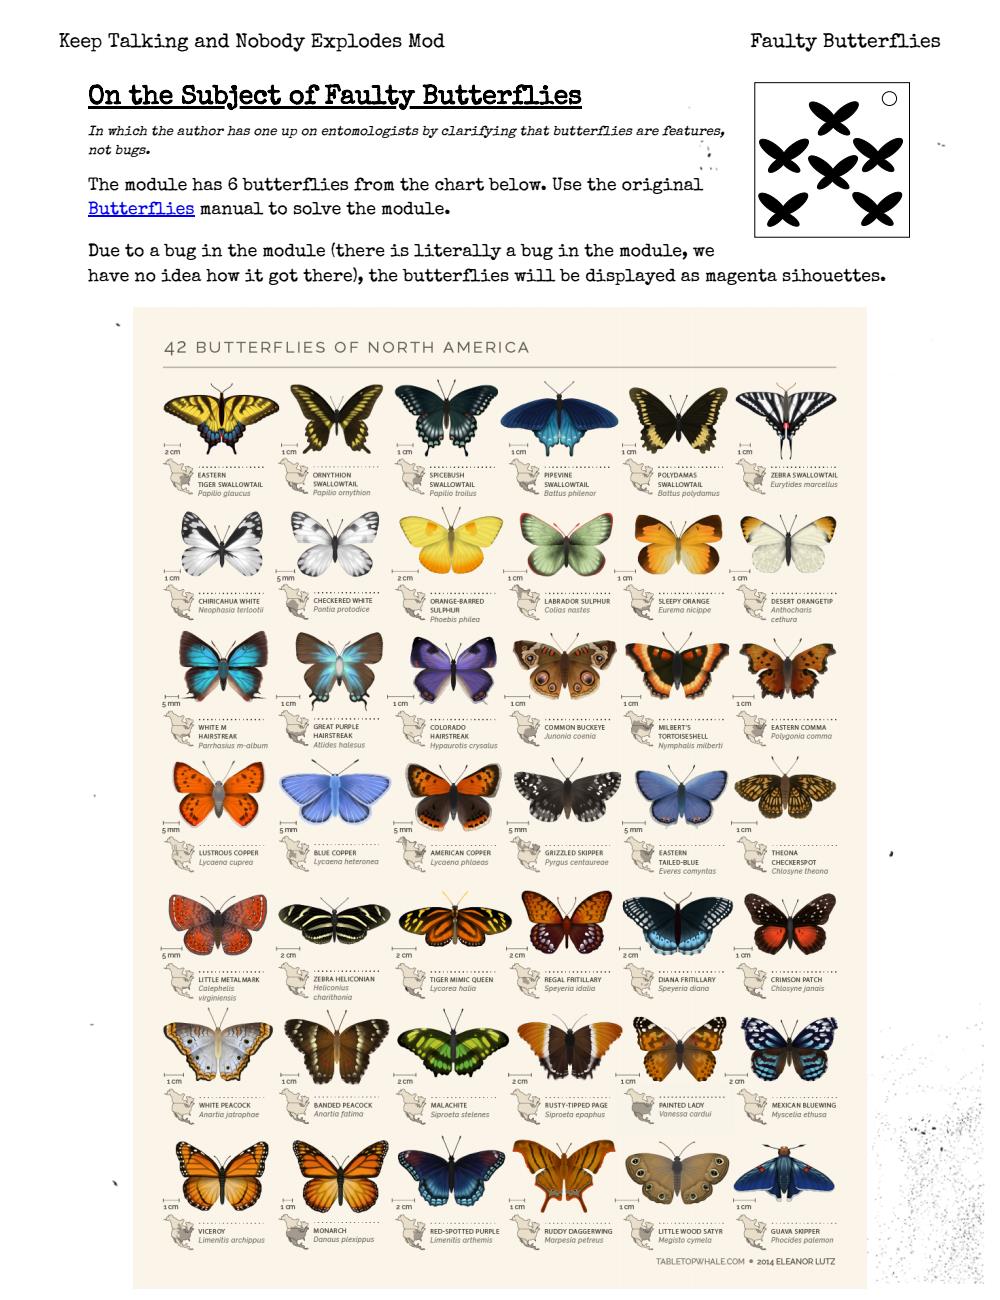 Keep Talking and Nobody Explodes Mod
Faulty Butterflies
On the Subject of Faulty Butterflies
In which the author has one up on entomologists by clarifying that butterflies are features,
not bugs.
The module has 6 butterflies from the chart below. Use the original
Butterflies manual to solve the module.
Due to a bug in the module (there is literally a bug in the module, we
have no idea how it got there), the butterflies will be displayed as magenta sihouettes.
42 BUTTERFLIES OF NORTH AMERICA
2 cm 1 cm 1 cm 1 cm 1 cm 1 cm
EASTERN
TIGER SWALLOWTAIL
Papilio glaucus
ORNYTHION
SWALLOWTAIL
Papilio ornythion
SPICEBUSH
SWALLOWTAIL
Papilio troilus
PIPEVINE
SWALLOWTAIL
Battus philenor
POLYDAMAS
SWALLOWTAIL
Battus polydamus
ZEBRA SWALLOWTAIL
Eurytides marcellus
1 cm 5 mm 2 cm 1 cm 1 cm 1 cm
CHIRICAHUA WHITE
Neophasia terlootii
CHECKERED WHITE
Pontia protodice
ORANGE-BARRED
SULPHUR
Phoebis philea
LABRADOR SULPHUR
Colias nastes
SLEEPY ORANGE
Eurema nicippe
DESERT ORANGETIP
Anthocharis
cethura
5 mm 1 cm 1 cm 1 cm 1 cm 1 cm
WHITE M
HAIRSTREAK
Parrhasius m-album
GREAT PURPLE
HAIRSTREAK
Atlides halesus
COLORADO
HAIRSTREAK
Hypaurotis crysalus
COMMON BUCKEYE
Junonia coenia
MILBERT'S
TORTOISESHELL
Nymphalis milberti
EASTERN COMMA
Polygonia comma
5 mm 5 mm 5 mm 5 mm 5 mm 1 cm
LUSTROUS COPPER
Lycaena cuprea
BLUE COPPER
Lycaena heteronea
AMERICAN COPPER
Lycaena phlaeas
GRIZZLED SKIPPER
Pyrgus centaureae
EASTERN
TAILED-BLUE
Everes comyntas
THEONA
CHECKERSPOT
Chlosyne theona
5 mm 2 cm 2 cm 2 cm 2 cm 1 cm
LITTLE METALMARK
Calephelis
virginiensis
ZEBRA HELICONIAN
Heliconius
charithonia
TIGER MIMIC QUEEN
Lycorea halia
REGAL FRITILLARY
Speyeria idalia
DIANA FRITILLARY
Speyeria diana
CRIMSON PATCH
Chlosyne janais
1 cm 1 cm 2 cm 2 cm 1 cm 2 cm
WHITE PEACOCK
Anartia jatrophae
BANDED PEACOCK
Anartia fatima
MALACHITE
Siproeta stelenes
RUSTY-TIPPED PAGE
Siproeta epaphus
PAINTED LADY
Vanessa cardui
MEXICAN BLUEWING
Myscelia ethusa
1 cm 1 cm 2 cm 1 cm 1 cm 1 cm
VICEROY
Limenitis archippus
MONARCH
Danaus plexippus
RED-SPOTTED PURPLE
Limenitis arthemis
RUDDY DAGGERWING
Marpesia petreus
LITTLE WOOD SATYR
Megisto cymela
GUAVA SKIPPER
Phocides palemon
TABLETOPWHALE.COM • 2014 ELEANOR LUTZ